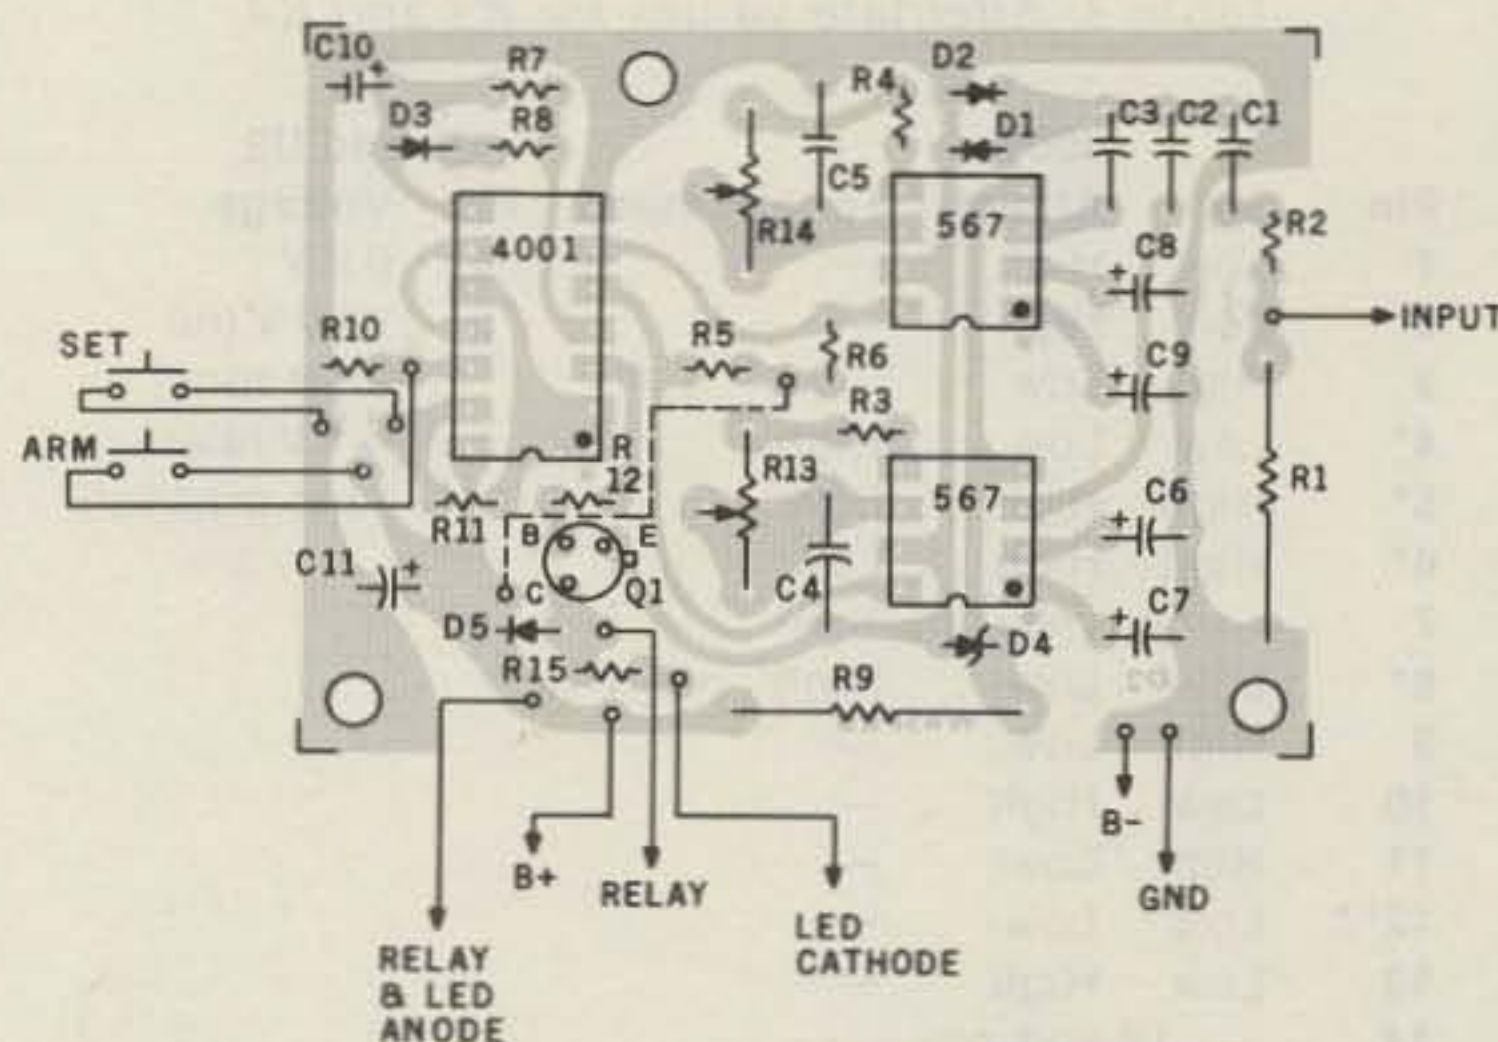 C10
+
R7
D2
R4
D3
R8
D1
C3
C2
C1
C5
R14
4001
567
R2
C8
+
INPUT
SET
R10
R5
R6
C9
+
R3
ARM
R
12
R13
567
R1
R11
C6
+
B
E
C11
+
C
Q1
C4
C7
+
D5
D4
R15
R9
B-
B+
RELAY
GND
LED
CATHODE
RELAY
& LED
ANODE